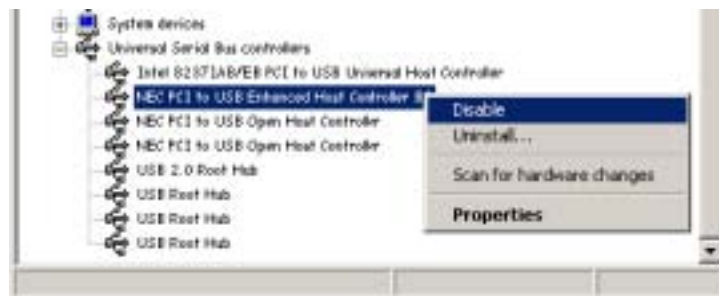 System devices
Universal Serial Bus controllers
Intel 82371AB/EB PCI to USB Universal Host Controller
NEC PCI to USB Enhanced Host Controller
NEC PCI to USB Open Host Controller
NEC PCI to USB Open Host Controller
USB 2.0 Root Hub
USB Root Hub
USB Root Hub
USB Root Hub
Disable
Uninstall...
Scan for hardware changes
Properties